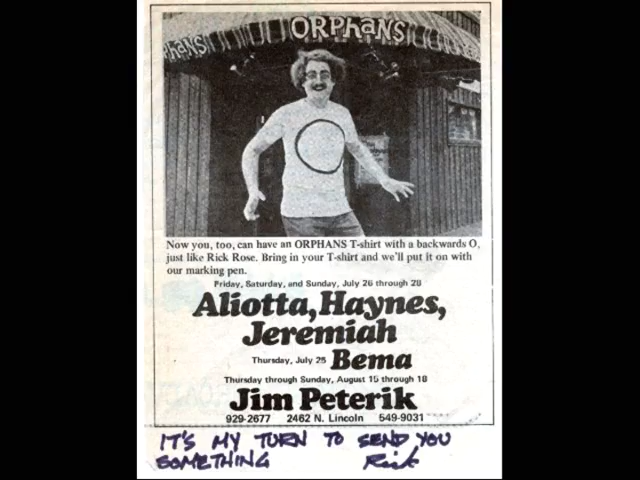 ORPhANS
hANS
Now you, too, can have an ORPHANS T-shirt with a backwards O,
just like Rick Rose. Bring in your T-shirt and we'll put it on with
our marking pen.
Friday, Saturday, and Sunday, July 26 through 28
Aliotta, Haynes,
Jeremiah
Thursday, July 25 Bema
Thursday through Sunday, August 15 through 18
Jim Peterik
929-2677 2462 N. Lincoln 549-9031
IT'S MY TURN TO SEND YOU
SOMETHING Rick